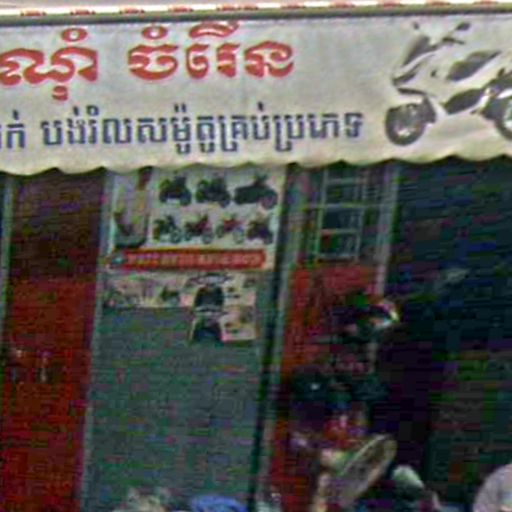 ណុំ ចំរើន
ក់ បង់រំលសម៉ូតូគ្រប់ប្រភេទ